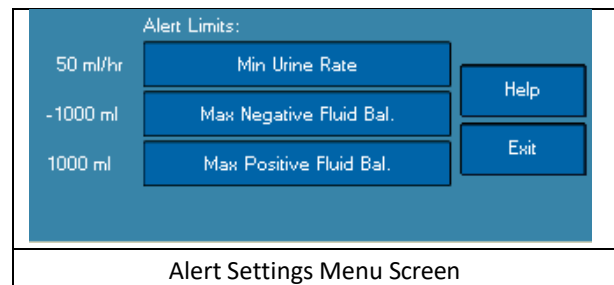 Alert Limits:
50 ml/hr Min Urine Rate
Help
-1000 ml Max Negative Fluid Bal.
Exit
1000 ml Max Positive Fluid Bal.
Alert Settings Menu Screen